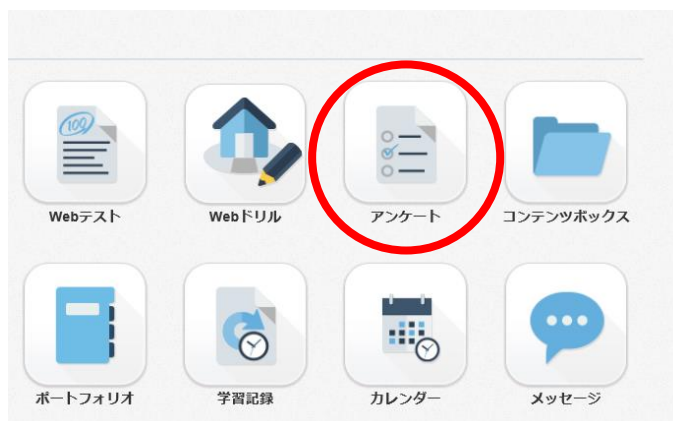 100
Webテスト
Webドリル
アンケート
コンテンツボックス
ポートフォリオ
学習記録
カレンダー
メッセージ